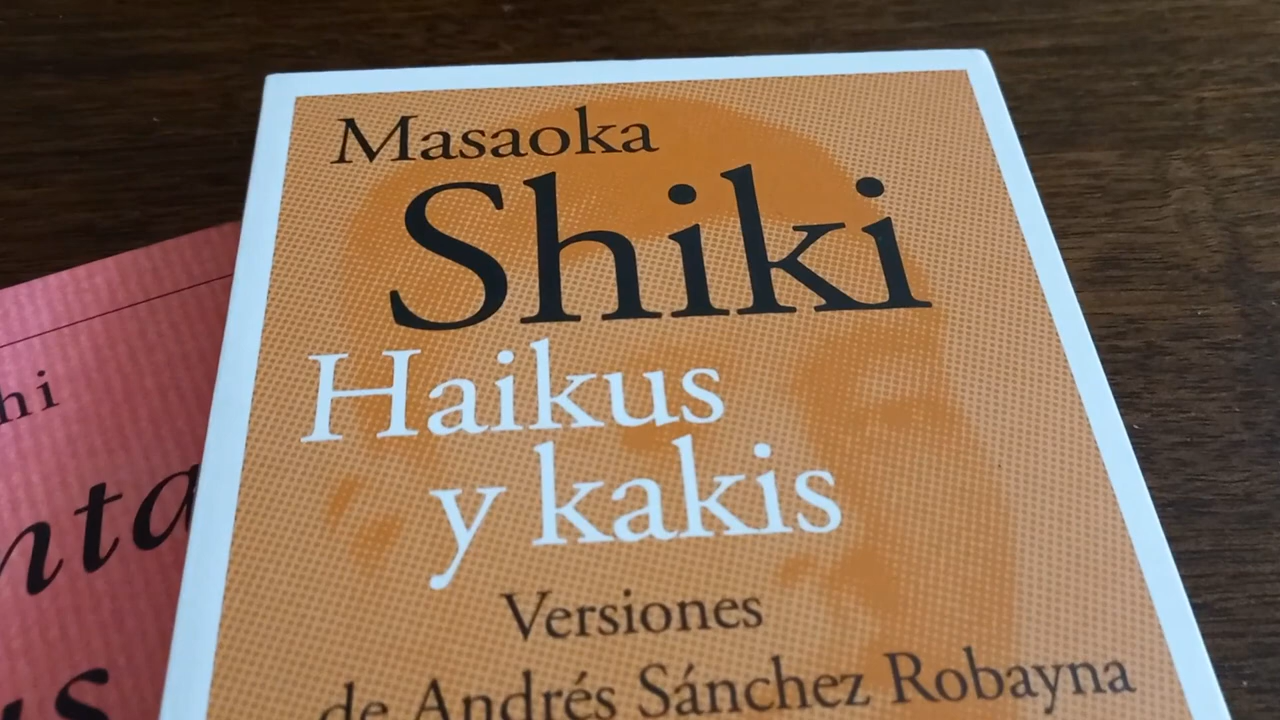 Masaoka
Shiki
Haikus
y kakis
Versiones
de Andrés Sánchez Robayna